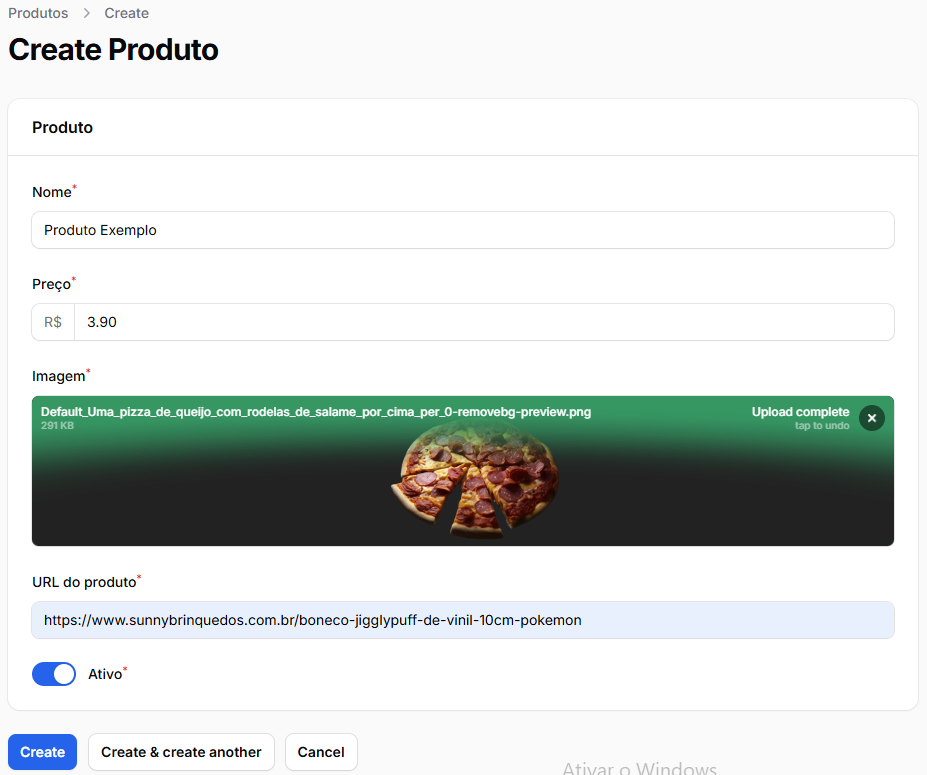 Produtos > Create
Create Produto
Produto
Nome*
Produto Exemplo
Preço*
R$ 3.90
Imagem*
Default_Uma_pizza_de_queijo_com_rodelas_de_salame_por_cima_per_0-removebg-preview.png Upload complete
291 KB tap to undo
URL do produto*
https://www.sunnybrinquedos.com.br/boneco-jigglypuff-de-vinil-10cm-pokemon
Ativo*
Create Create & create another Cancel
Ativar o Windows